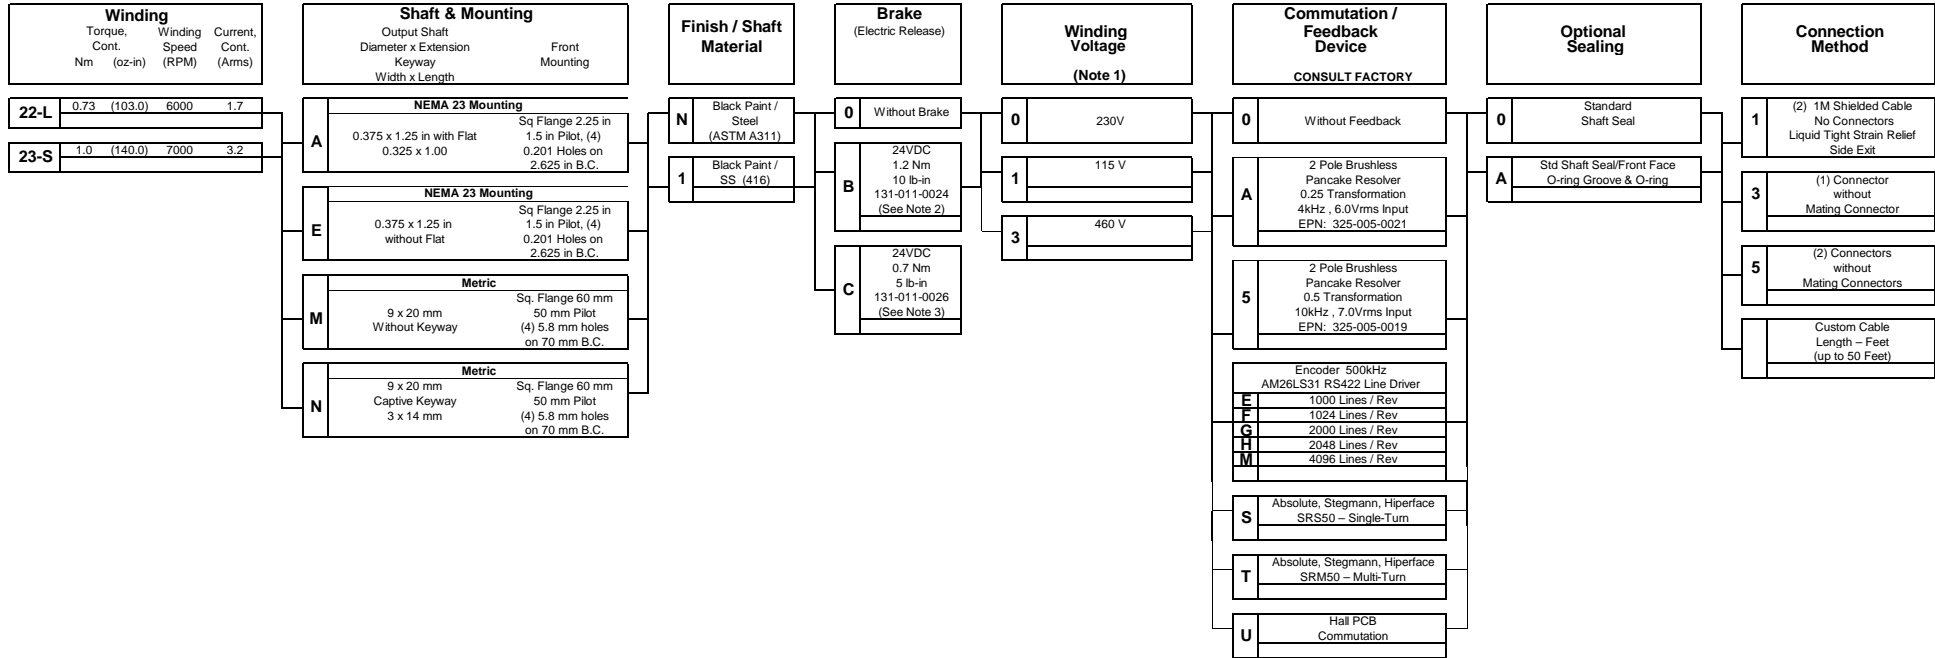 Winding
Torque, Winding Current,
Cont. Speed Cont.
Nm (oz-in) (RPM) (Arms)
22-L 0.73 (103.0) 6000 1.7
23-S 1.0 (140.0) 7000 3.2
Shaft & Mounting
Output Shaft
Diameter x Extension Front
Keyway Mounting
Width x Length
A
NEMA 23 Mounting
Sq Flange 2.25 in
0.375 x 1.25 in with Flat 1.5 in Pilot, (4)
0.325 x 1.00 0.201 Holes on
2.625 in B.C.
E
NEMA 23 Mounting
Sq Flange 2.25 in
0.375 x 1.25 in 1.5 in Pilot, (4)
without Flat 0.201 Holes on
2.625 in B.C.
M
Metric
Sq. Flange 60 mm
9 x 20 mm 50 mm Pilot
Without Keyway (4) 5.8 mm holes
on 70 mm B.C.
N
Metric
9 x 20 mm Sq. Flange 60 mm
Captive Keyway 50 mm Pilot
3 x 14 mm (4) 5.8 mm holes
on 70 mm B.C.
Finish / Shaft
Material
N
Black Paint /
Steel
(ASTM A311)
1
Black Paint /
SS (416)
Brake
(Electric Release)
0 Without Brake
B
24VDC
1.2 Nm
10 lb-in
131-011-0024
(See Note 2)
C
24VDC
0.7 Nm
5 lb-in
131-011-0026
(See Note 3)
Winding
Voltage
(Note 1)
0 230V
1 115 V
3 460 V
Commutation /
Feedback
Device
CONSULT FACTORY
0 Without Feedback
A
2 Pole Brushless
Pancake Resolver
0.25 Transformation
4kHz , 6.0Vrms Input
EPN: 325-005-0021
5
2 Pole Brushless
Pancake Resolver
0.5 Transformation
10kHz , 7.0Vrms Input
EPN: 325-005-0019
Encoder 500kHz
AM26LS31 RS422 Line Driver
E 1000 Lines / Rev
F 1024 Lines / Rev
G 2000 Lines / Rev
H 2048 Lines / Rev
M 4096 Lines / Rev
S
Absolute, Stegmann, Hiperface
SRS50 – Single-Turn
T
Absolute, Stegmann, Hiperface
SRM50 – Multi-Turn
U
Hall PCB
Commutation
Optional
Sealing
0
Standard
Shaft Seal
A
Std Shaft Seal/Front Face
O-ring Groove & O-ring
Connection
Method
1
(2) 1M Shielded Cable
No Connectors
Liquid Tight Strain Relief
Side Exit
3
(1) Connector
without
Mating Connector
5
(2) Connectors
without
Mating Connectors
Custom Cable
Length – Feet
(up to 50 Feet)